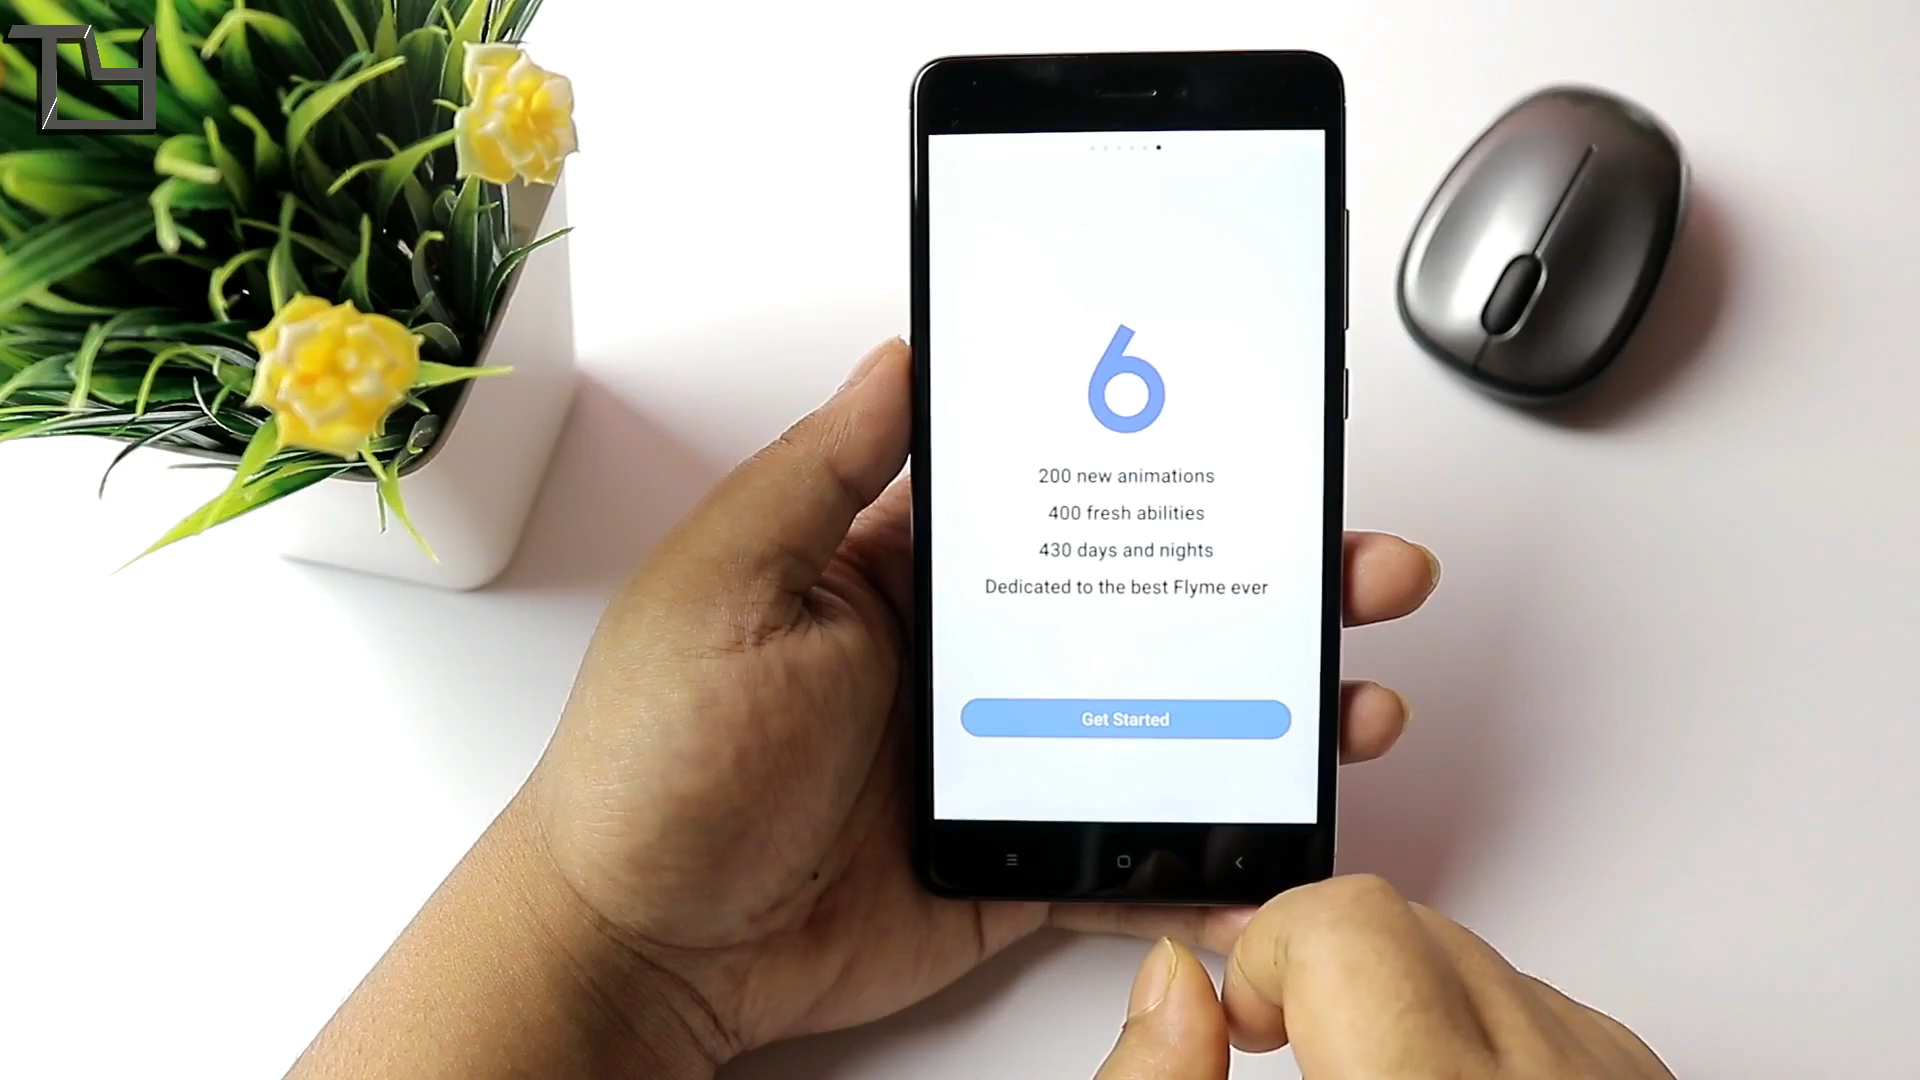 TY
6
200 new animations
400 fresh abilities
430 days and nights
Dedicated to the best Flyme ever
Get Started